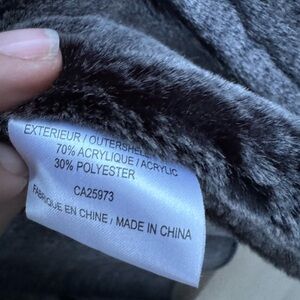 EXTERIEUR / OUTERSHELL
70% ACRYLIQUE / ACRYLIC
30% POLYESTER
CA25973
FABRIQUE EN CHINE / MADE IN CHINA